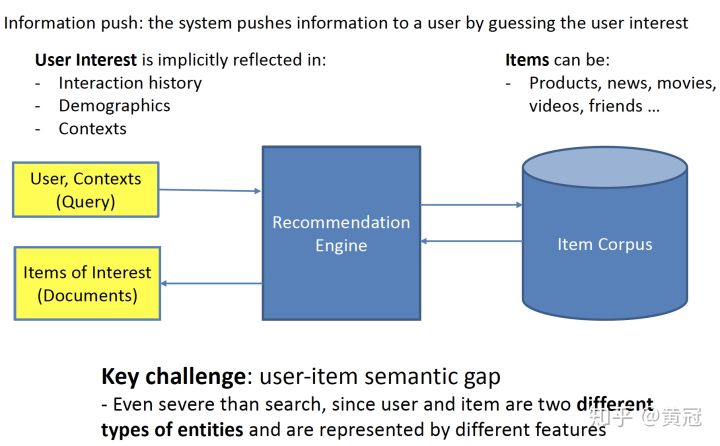 Information push: the system pushes information to a user by guessing the user interest
User Interest is implicitly reflected in:
- Interaction history
- Demographics
- Contexts
Items can be:
- Products, news, movies,
videos, friends ...
User, Contexts
(Query)
Items of Interest
(Documents)
Recommendation
Engine
Item Corpus
Key challenge: user-item semantic gap
- Even severe than search, since user and item are two different
types of entities and are represented by different features
知乎 @黄冠